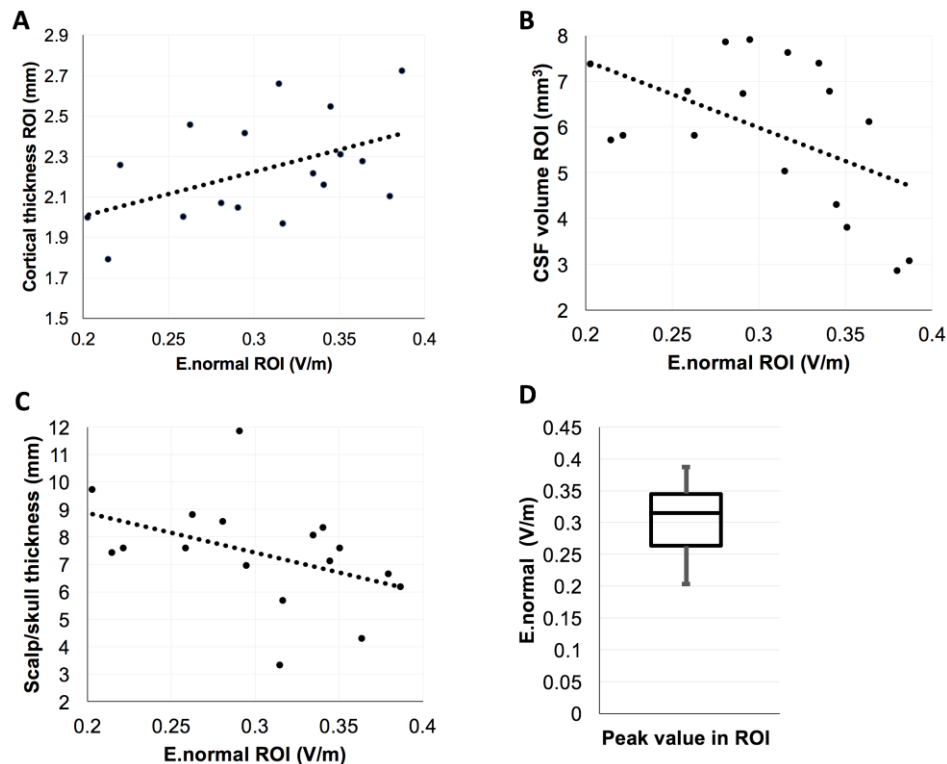 A
2.9
2.7
2.5
2.3
2.1
1.9
1.7
1.5
Cortical thickness ROI (mm)
0.2 0.25 0.3 0.35 0.4
E.normal ROI (V/m)
B
8
7
6
5
4
3
2
CSF volume ROI (mm³)
0.2 0.25 0.3 0.35 0.4
E.normal ROI (V/m)
C
12
11
10
9
8
7
6
5
4
3
2
Scalp/skull thickness (mm)
0.2 0.25 0.3 0.35 0.4
E.normal ROI (V/m)
D
0.45
0.4
0.35
0.3
0.25
0.2
0.15
0.1
0.05
0
E.normal (V/m)
Peak value in ROI